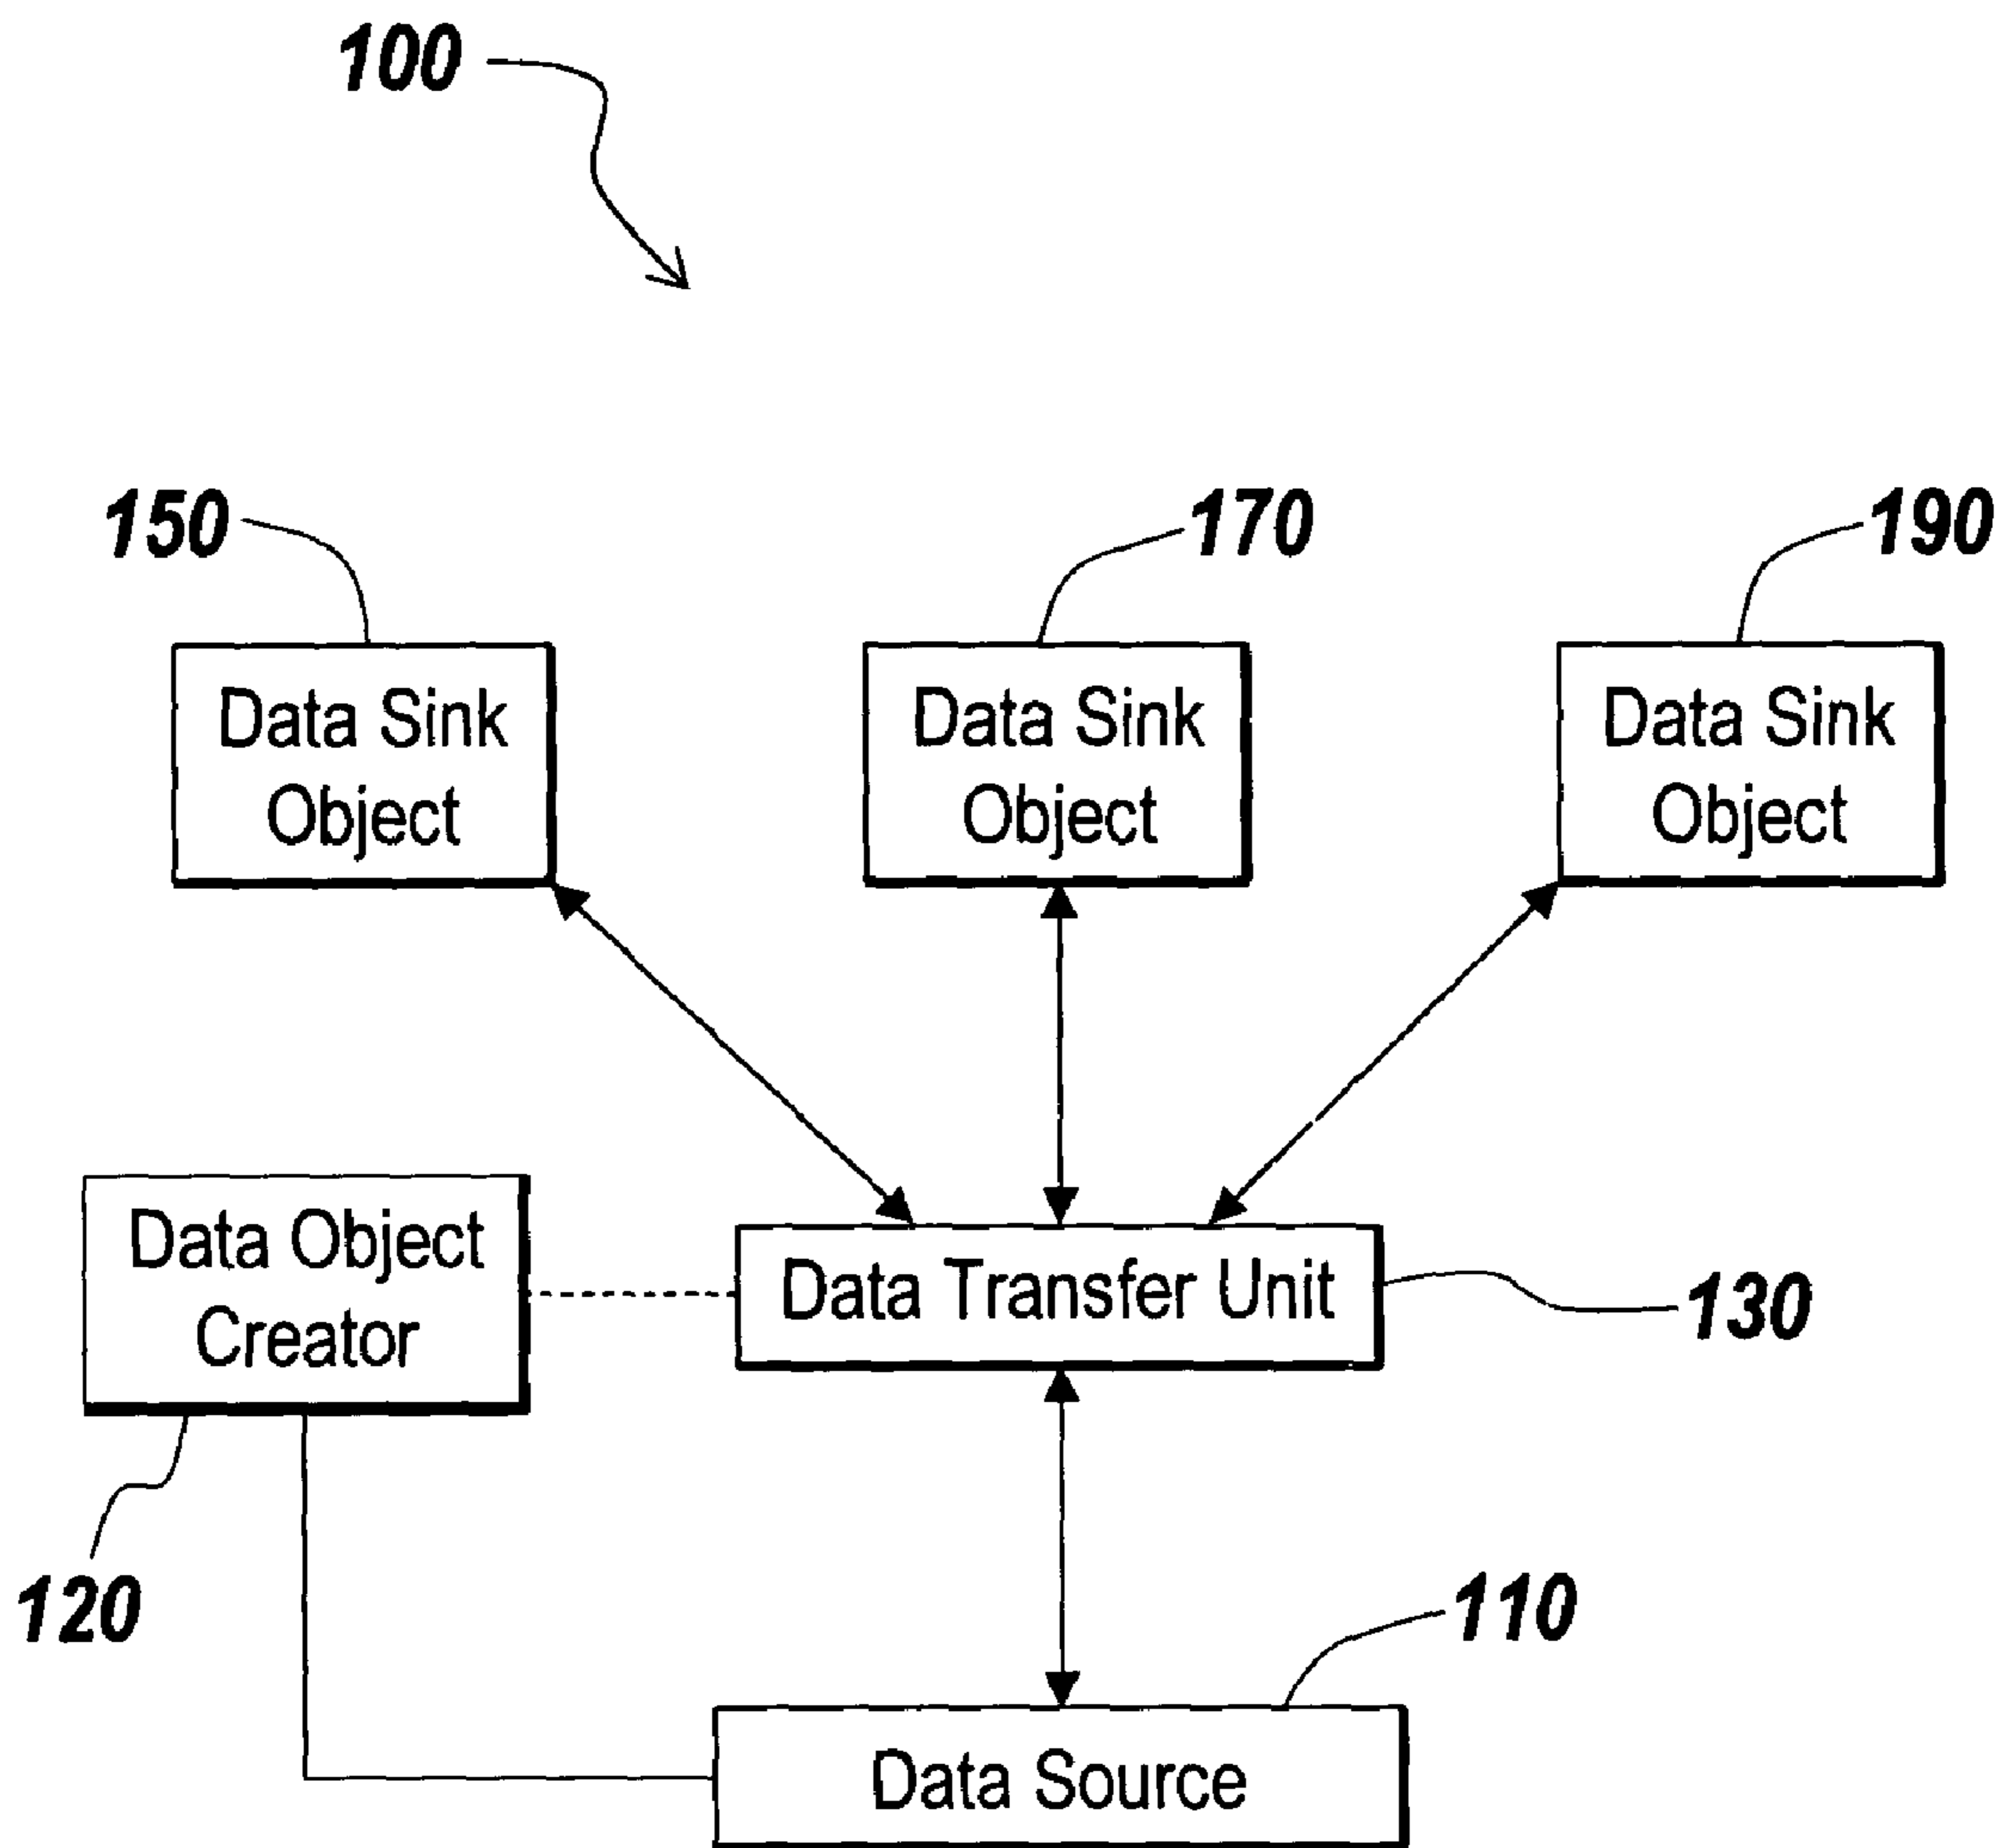 100
150
170
190
Data Sink
Object
Data Sink
Object
Data Sink
Object
Data Object
Creator
Data Transfer Unit
130
120
110
Data Source